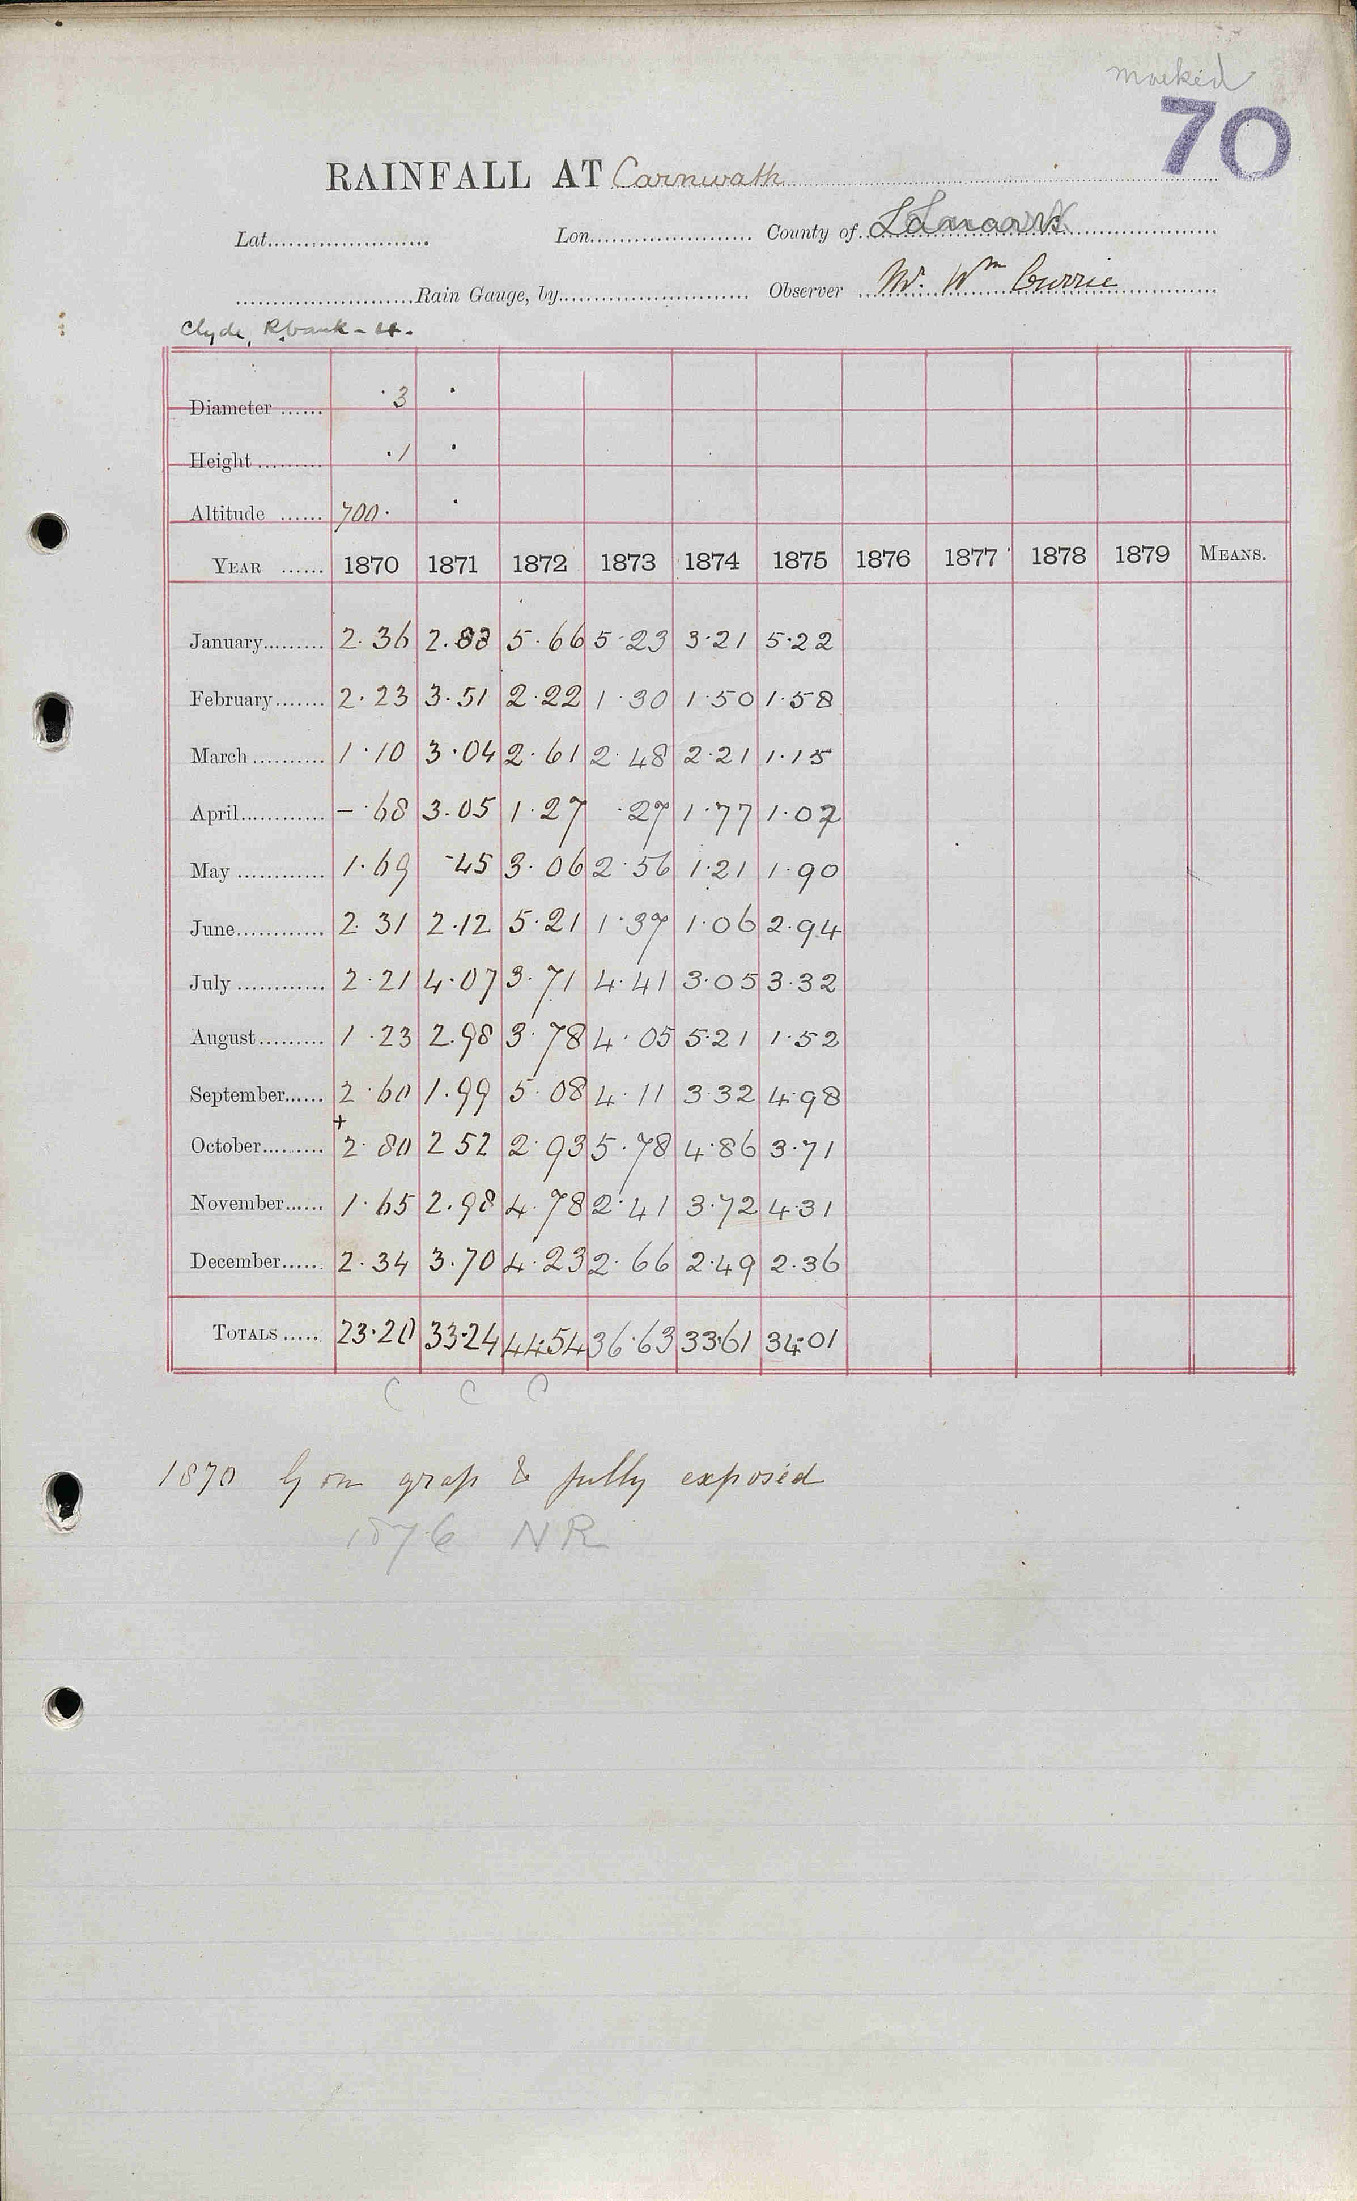 marked
70
RAINFALL AT Carnwath
Lat. Lon. County of Lanark
Rain Gauge, by Observer Mr. Wm Currie
Clyde, R.bank - 4.
Diameter ...... ·3 ·
Height ......... ·1 ·
Altitude ...... 700· ·
YEAR ...... 1870 1871 1872 1873 1874 1875 1876 1877 1878 1879 MEANS.
January......... 2.36 2.83 5.66 5.23 3.21 5.22
February....... 2.23 3.51 2.22 1.30 1.50 1.58
March .......... 1.10 3.04 2.61 2.48 2.21 1.15
April............ -.68 3.05 1.27 .27 1.77 1.02
May ............ 1.69 -45 3.06 2.56 1.21 1.90
June............ 2.31 2.12 5.21 1.37 1.06 2.94
July ............ 2.21 4.07 3.71 4.41 3.05 3.32
August......... 1.23 2.98 3.78 4.05 5.21 1.52
September...... 2.60 1.99 5.08 4.11 3 32 4.98
+
October......... 2.80 2 52 2.93 5.78 4.86 3.71
November...... 1.65 2.98 4.78 2.41 3.72 4.31
December...... 2.34 3.70 4.23 2.66 2.49 2.36
TOTALS ..... 23.20 33.24 44.54 36.63 33.61 34.01
C C C
1870 G on grass & fully exposed
1876 NR